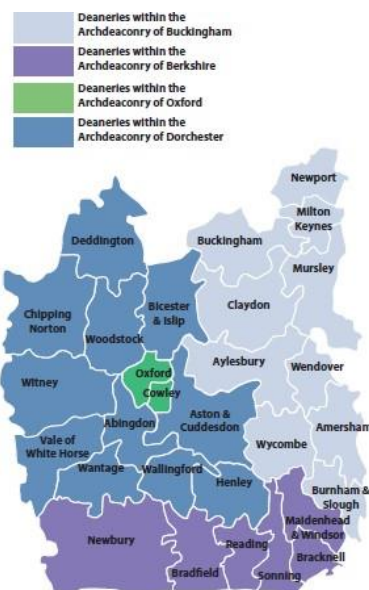 Deaneries within the
Archdeaconry of Buckingham
Deaneries within the
Archdeaconry of Berkshire
Deaneries within the
Archdeaconry of Oxford
Deaneries within the
Archdeaconry of Dorchester
Newport
Milton
Keynes
Deddington
Buckingham
Mursley
Claydon
Bicester
& Islip
Chipping
Norton
Woodstock
Aylesbury
Wendover
Oxford
Witney
Cowley
Aston &
Cuddesdon
Abingdon
Amersham
Wycombe
Vale of
White Horse
Wantage
Wallingford
Henley
Burnham &
Slough
Maidenhead
& Windsor
Newbury
Reading
Bracknell
Bradfield
Sonning